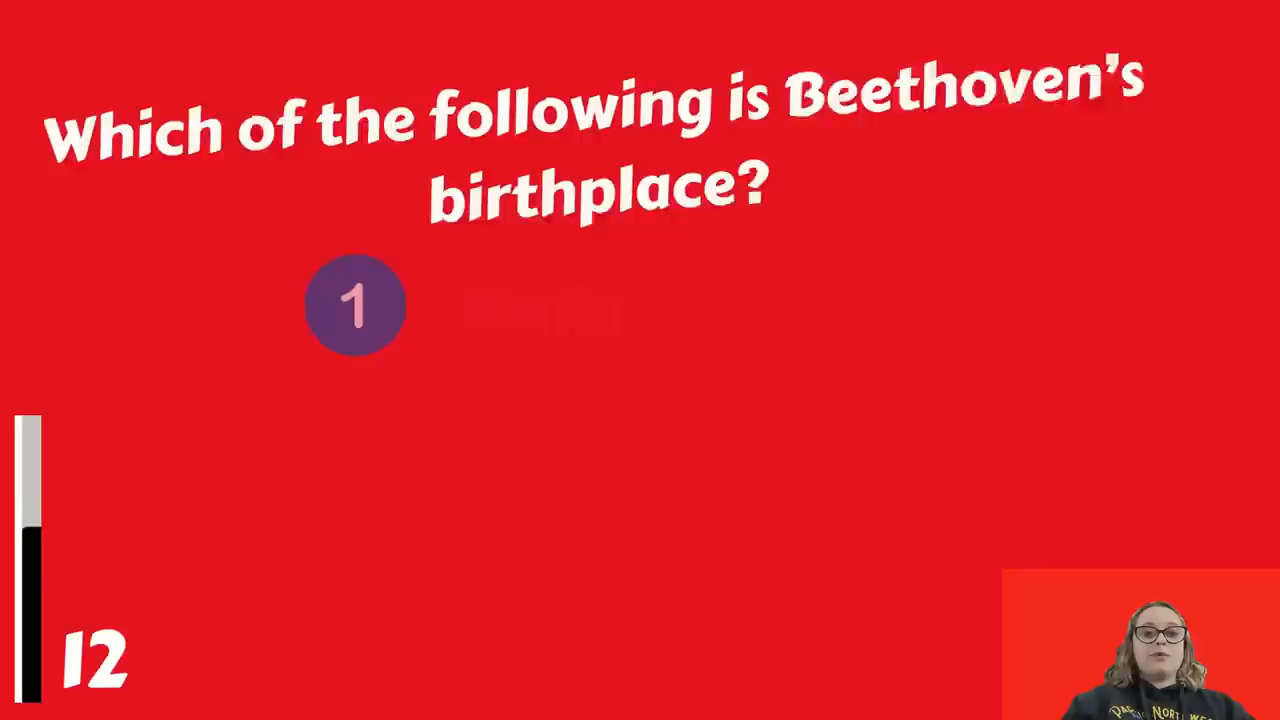 Which of the following is Beethoven's
birthplace?
1
12